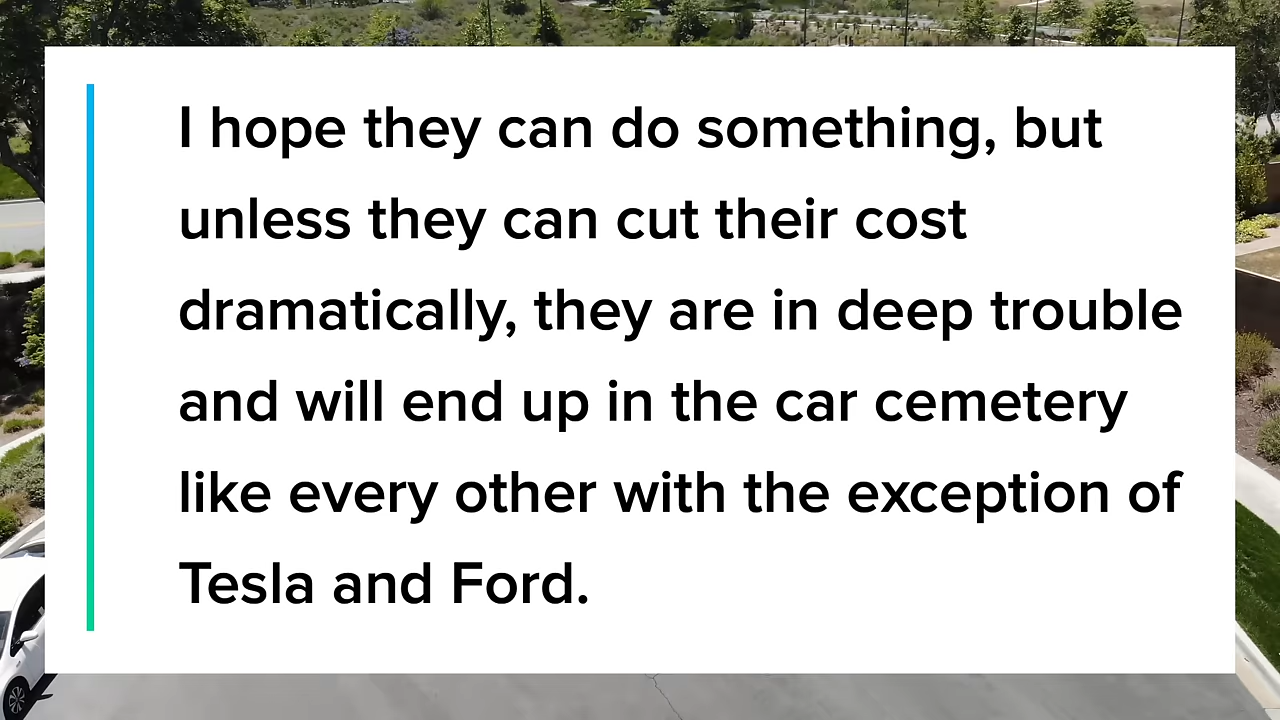 I hope they can do something, but
unless they can cut their cost
dramatically, they are in deep trouble
and will end up in the car cemetery
like every other with the exception of
Tesla and Ford.